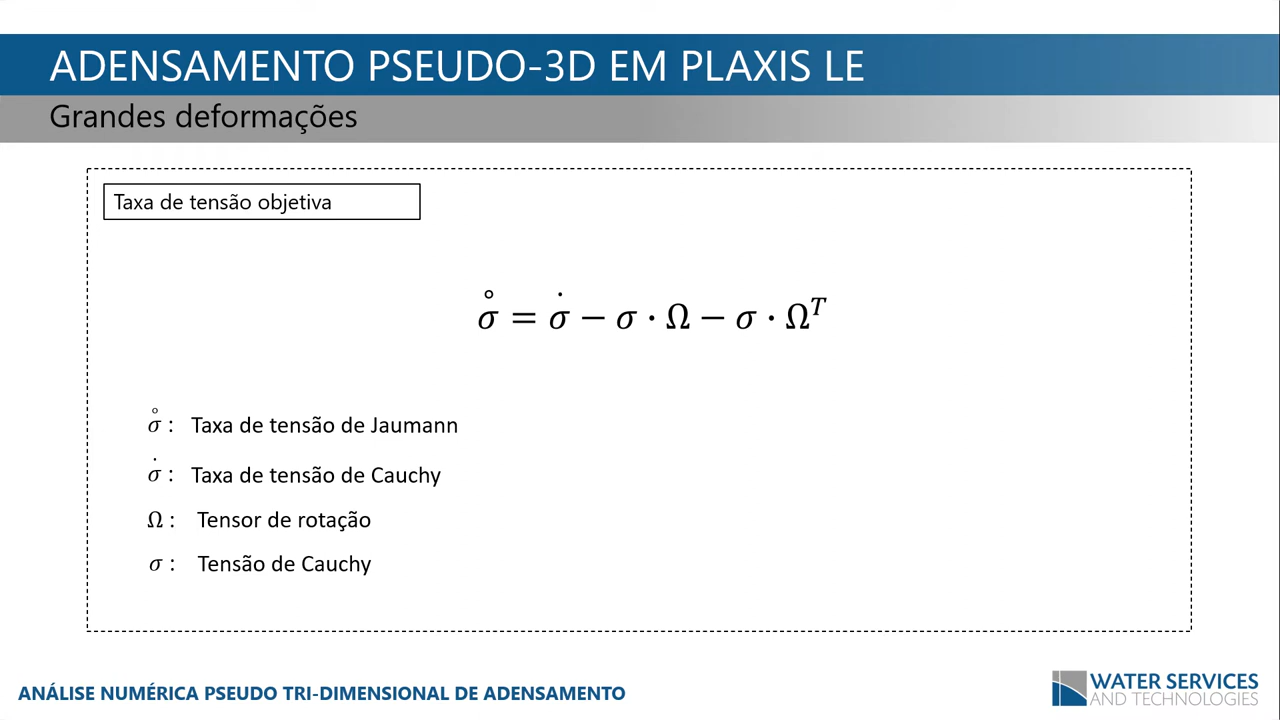 ADENSAMENTO PSEUDO-3D EM PLAXIS LE
Grandes deformações
Taxa de tensão objetiva
σ̊ = σ̇ − σ · Ω − σ · Ωᵀ
σ̊ : Taxa de tensão de Jaumann
σ̇ : Taxa de tensão de Cauchy
Ω : Tensor de rotação
σ : Tensão de Cauchy
ANÁLISE NUMÉRICA PSEUDO TRI-DIMENSIONAL DE ADENSAMENTO
WATER SERVICES
AND TECHNOLOGIES